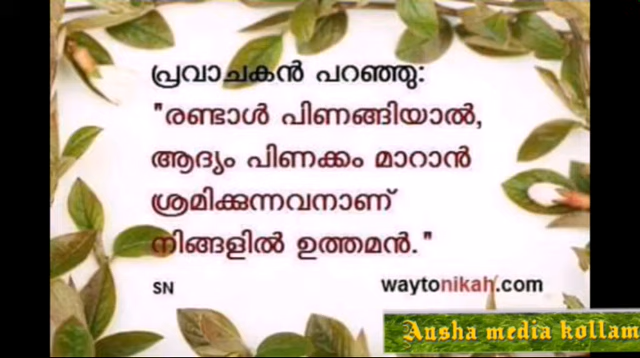 പ്രവാചകൻ പറഞ്ഞു:
"രണ്ടാൾ പിണങ്ങിയാൽ,
ആദ്യം പിണക്കം മാറാൻ
ശ്രമിക്കുന്നവനാണ്
നിങ്ങളിൽ ഉത്തമൻ."
SN waytonikah.com
Ausha media kollam